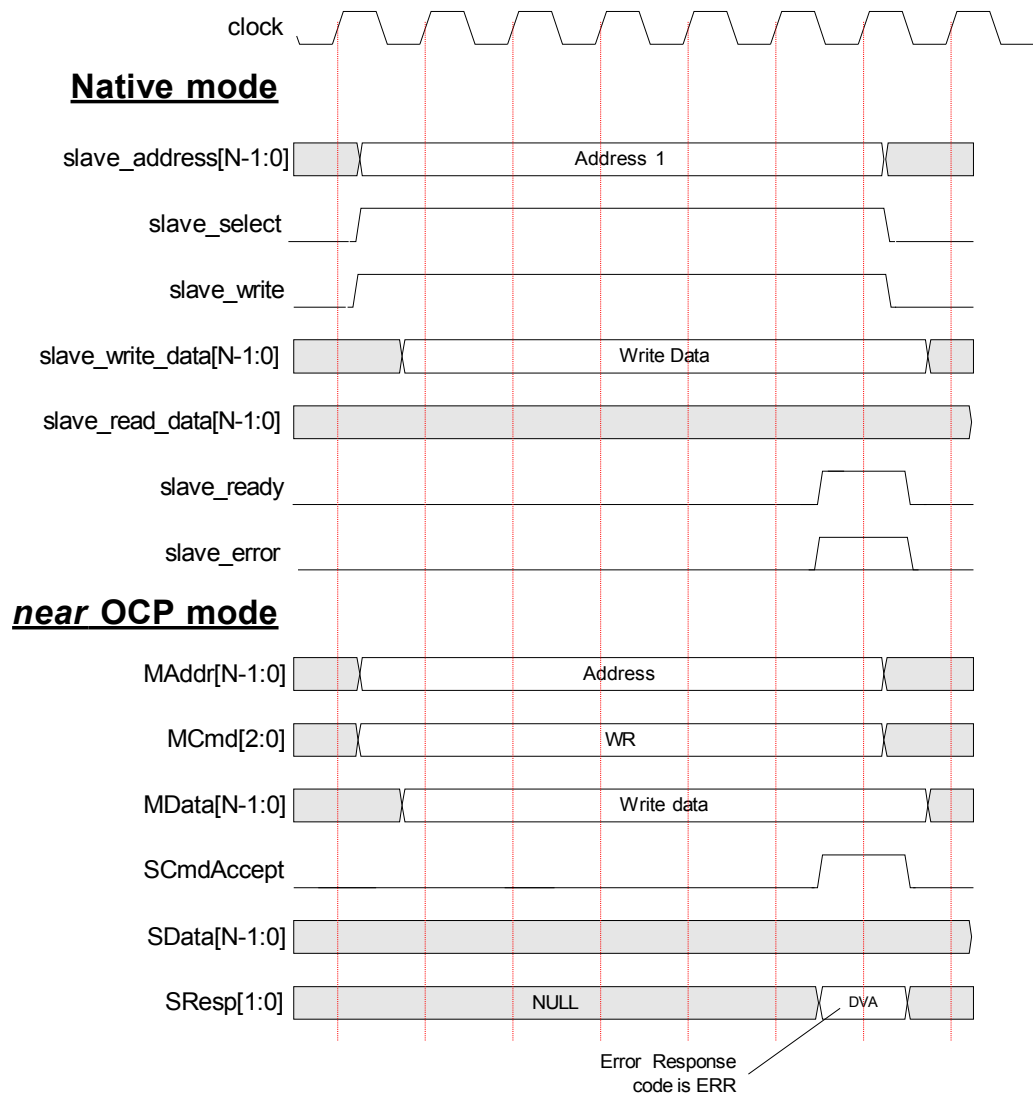 clock
Native mode
slave_address[N-1:0]
Address 1
slave_select
slave_write
slave_write_data[N-1:0]
Write Data
slave_read_data[N-1:0]
slave_ready
slave_error
near OCP mode
MAddr[N-1:0]
Address
MCmd[2:0]
WR
MData[N-1:0]
Write data
SCmdAccept
SData[N-1:0]
SResp[1:0]
NULL
DVA
Error Response
code is ERR